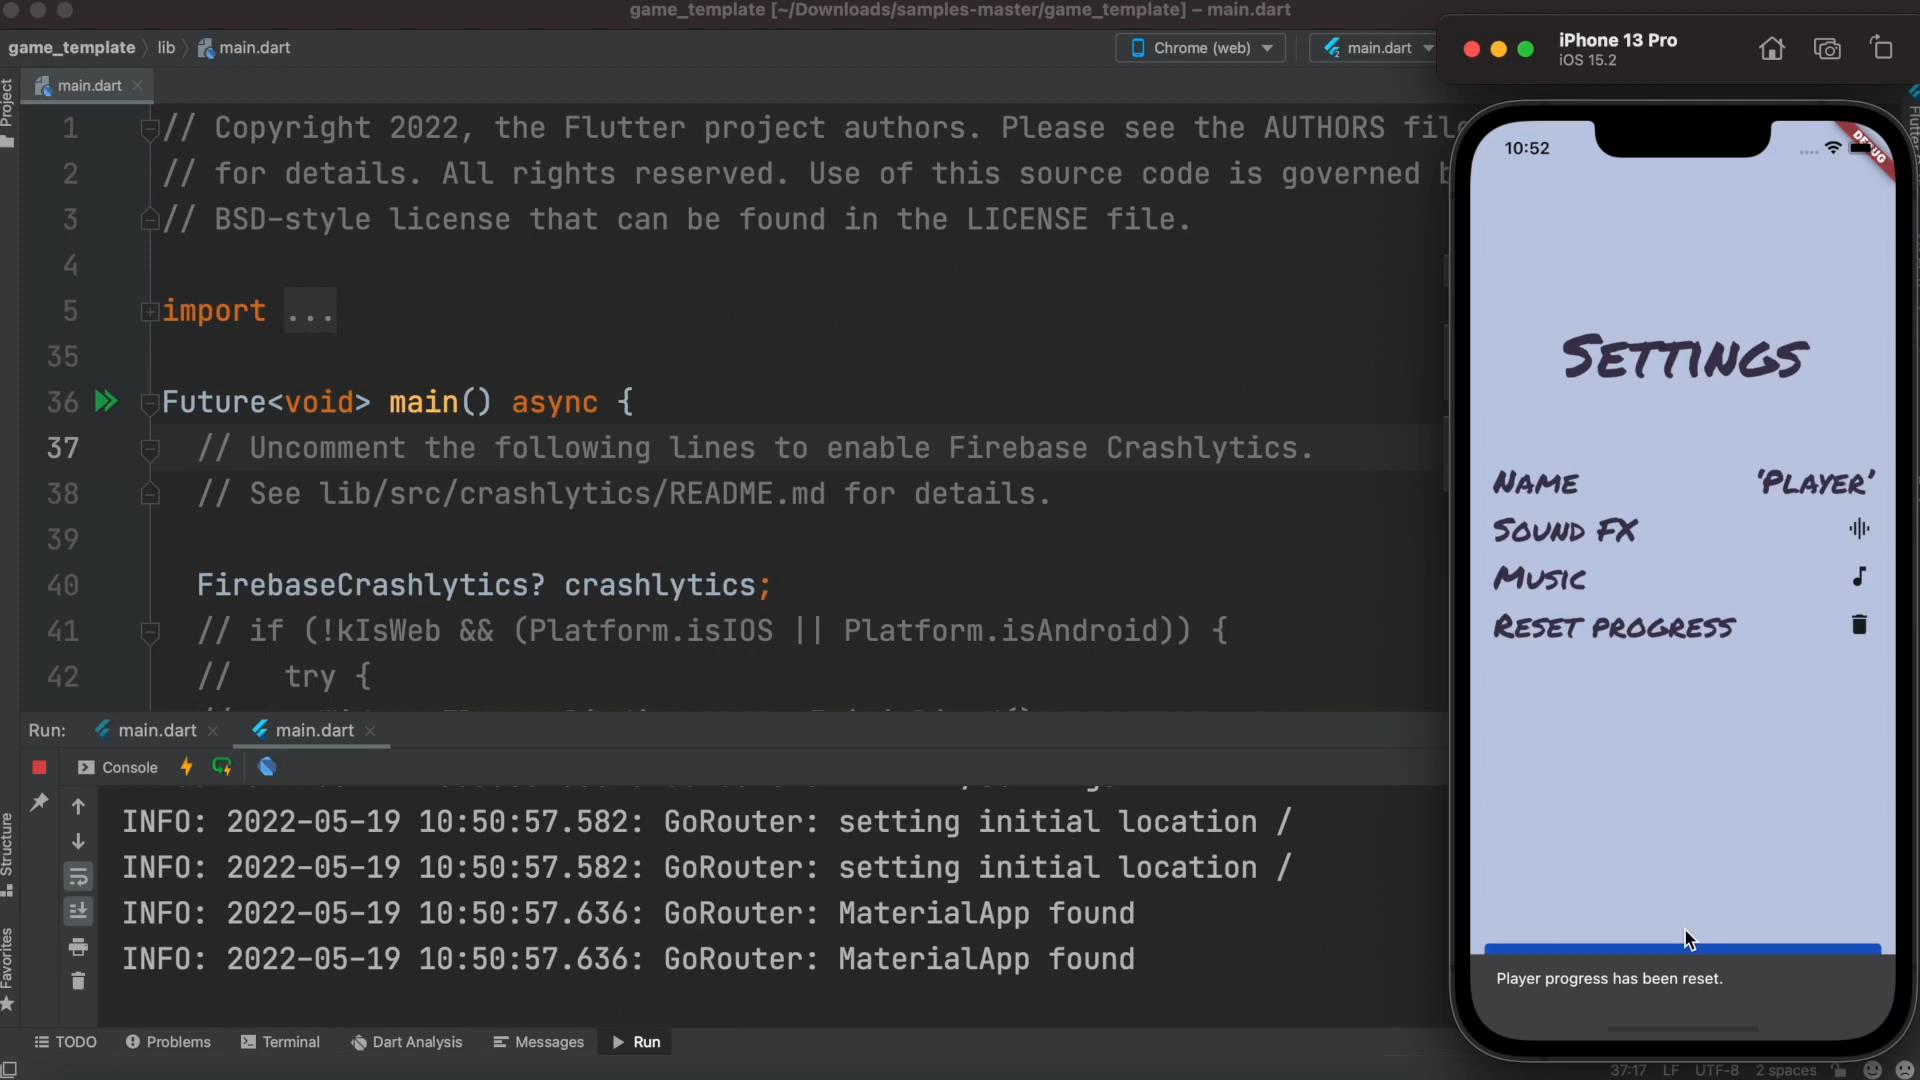 game_template [~/Downloads/samples-master/game_template] – main.dart
game_template lib main.dart
Chrome (web)
main.dart
iPhone 13 Pro
iOS 15.2
Project
main.dart
1 // Copyright 2022, the Flutter project authors. Please see the AUTHORS file
2 // for details. All rights reserved. Use of this source code is governed b
3 // BSD-style license that can be found in the LICENSE file.
4
5 import ...
35
36 Future<void> main() async {
37 // Uncomment the following lines to enable Firebase Crashlytics.
38 // See lib/src/crashlytics/README.md for details.
39
40 FirebaseCrashlytics? crashlytics;
41 // if (!kIsWeb && (Platform.isIOS || Platform.isAndroid)) {
42 // try {
10:52
DEBUG
Settings
Name 'Player'
Sound FX
Music
Reset progress
Player progress has been reset.
Run: main.dart main.dart
Console
INFO: 2022-05-19 10:50:57.582: GoRouter: setting initial location /
INFO: 2022-05-19 10:50:57.582: GoRouter: setting initial location /
INFO: 2022-05-19 10:50:57.636: GoRouter: MaterialApp found
INFO: 2022-05-19 10:50:57.636: GoRouter: MaterialApp found
Structure
Favorites
TODO Problems Terminal Dart Analysis Messages Run
37:17 LF UTF-8 2 spaces